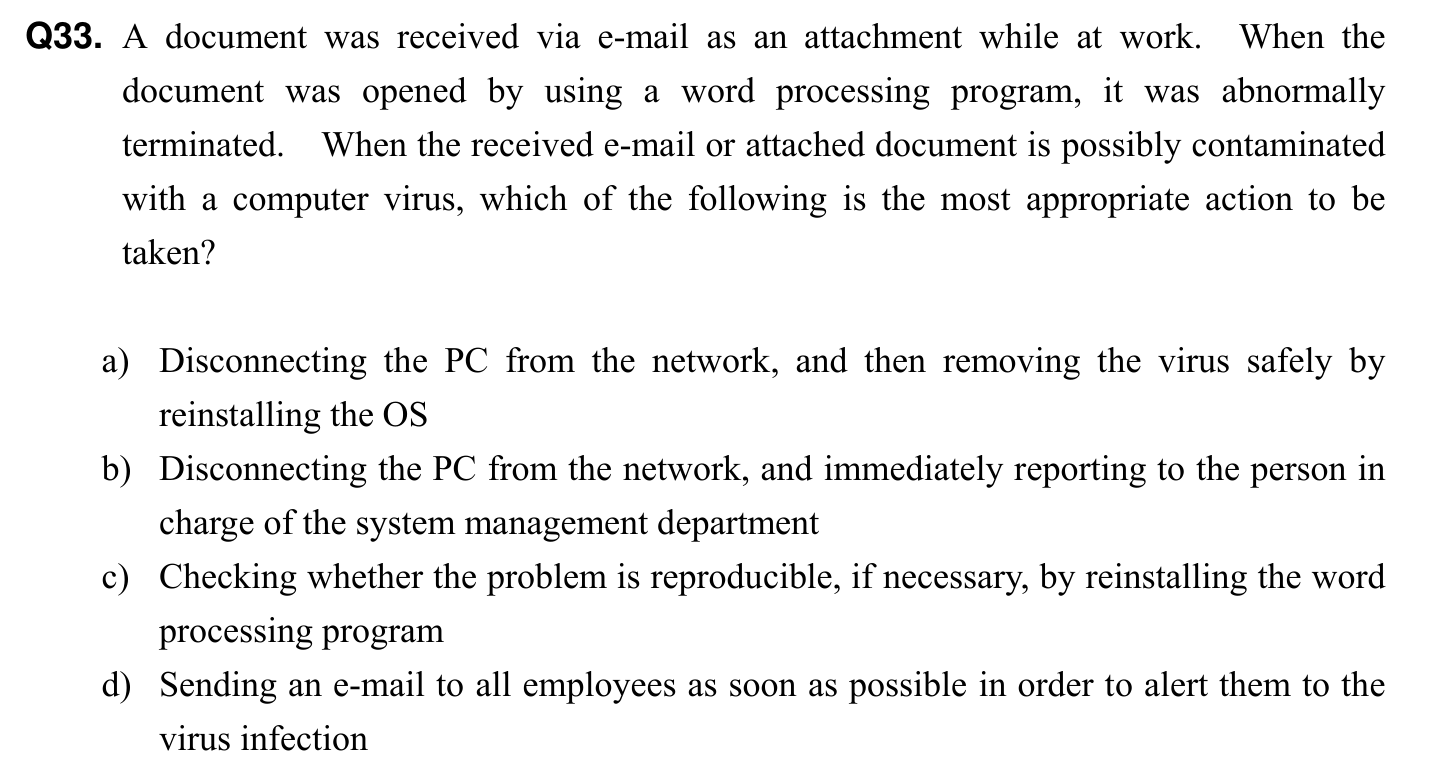 Q33. A document was received via e-mail as an attachment while at work. When the
document was opened by using a word processing program, it was abnormally
terminated. When the received e-mail or attached document is possibly contaminated
with a computer virus, which of the following is the most appropriate action to be
taken?
a) Disconnecting the PC from the network, and then removing the virus safely by
reinstalling the OS
b) Disconnecting the PC from the network, and immediately reporting to the person in
charge of the system management department
c) Checking whether the problem is reproducible, if necessary, by reinstalling the word
processing program
d) Sending an e-mail to all employees as soon as possible in order to alert them to the
virus infection